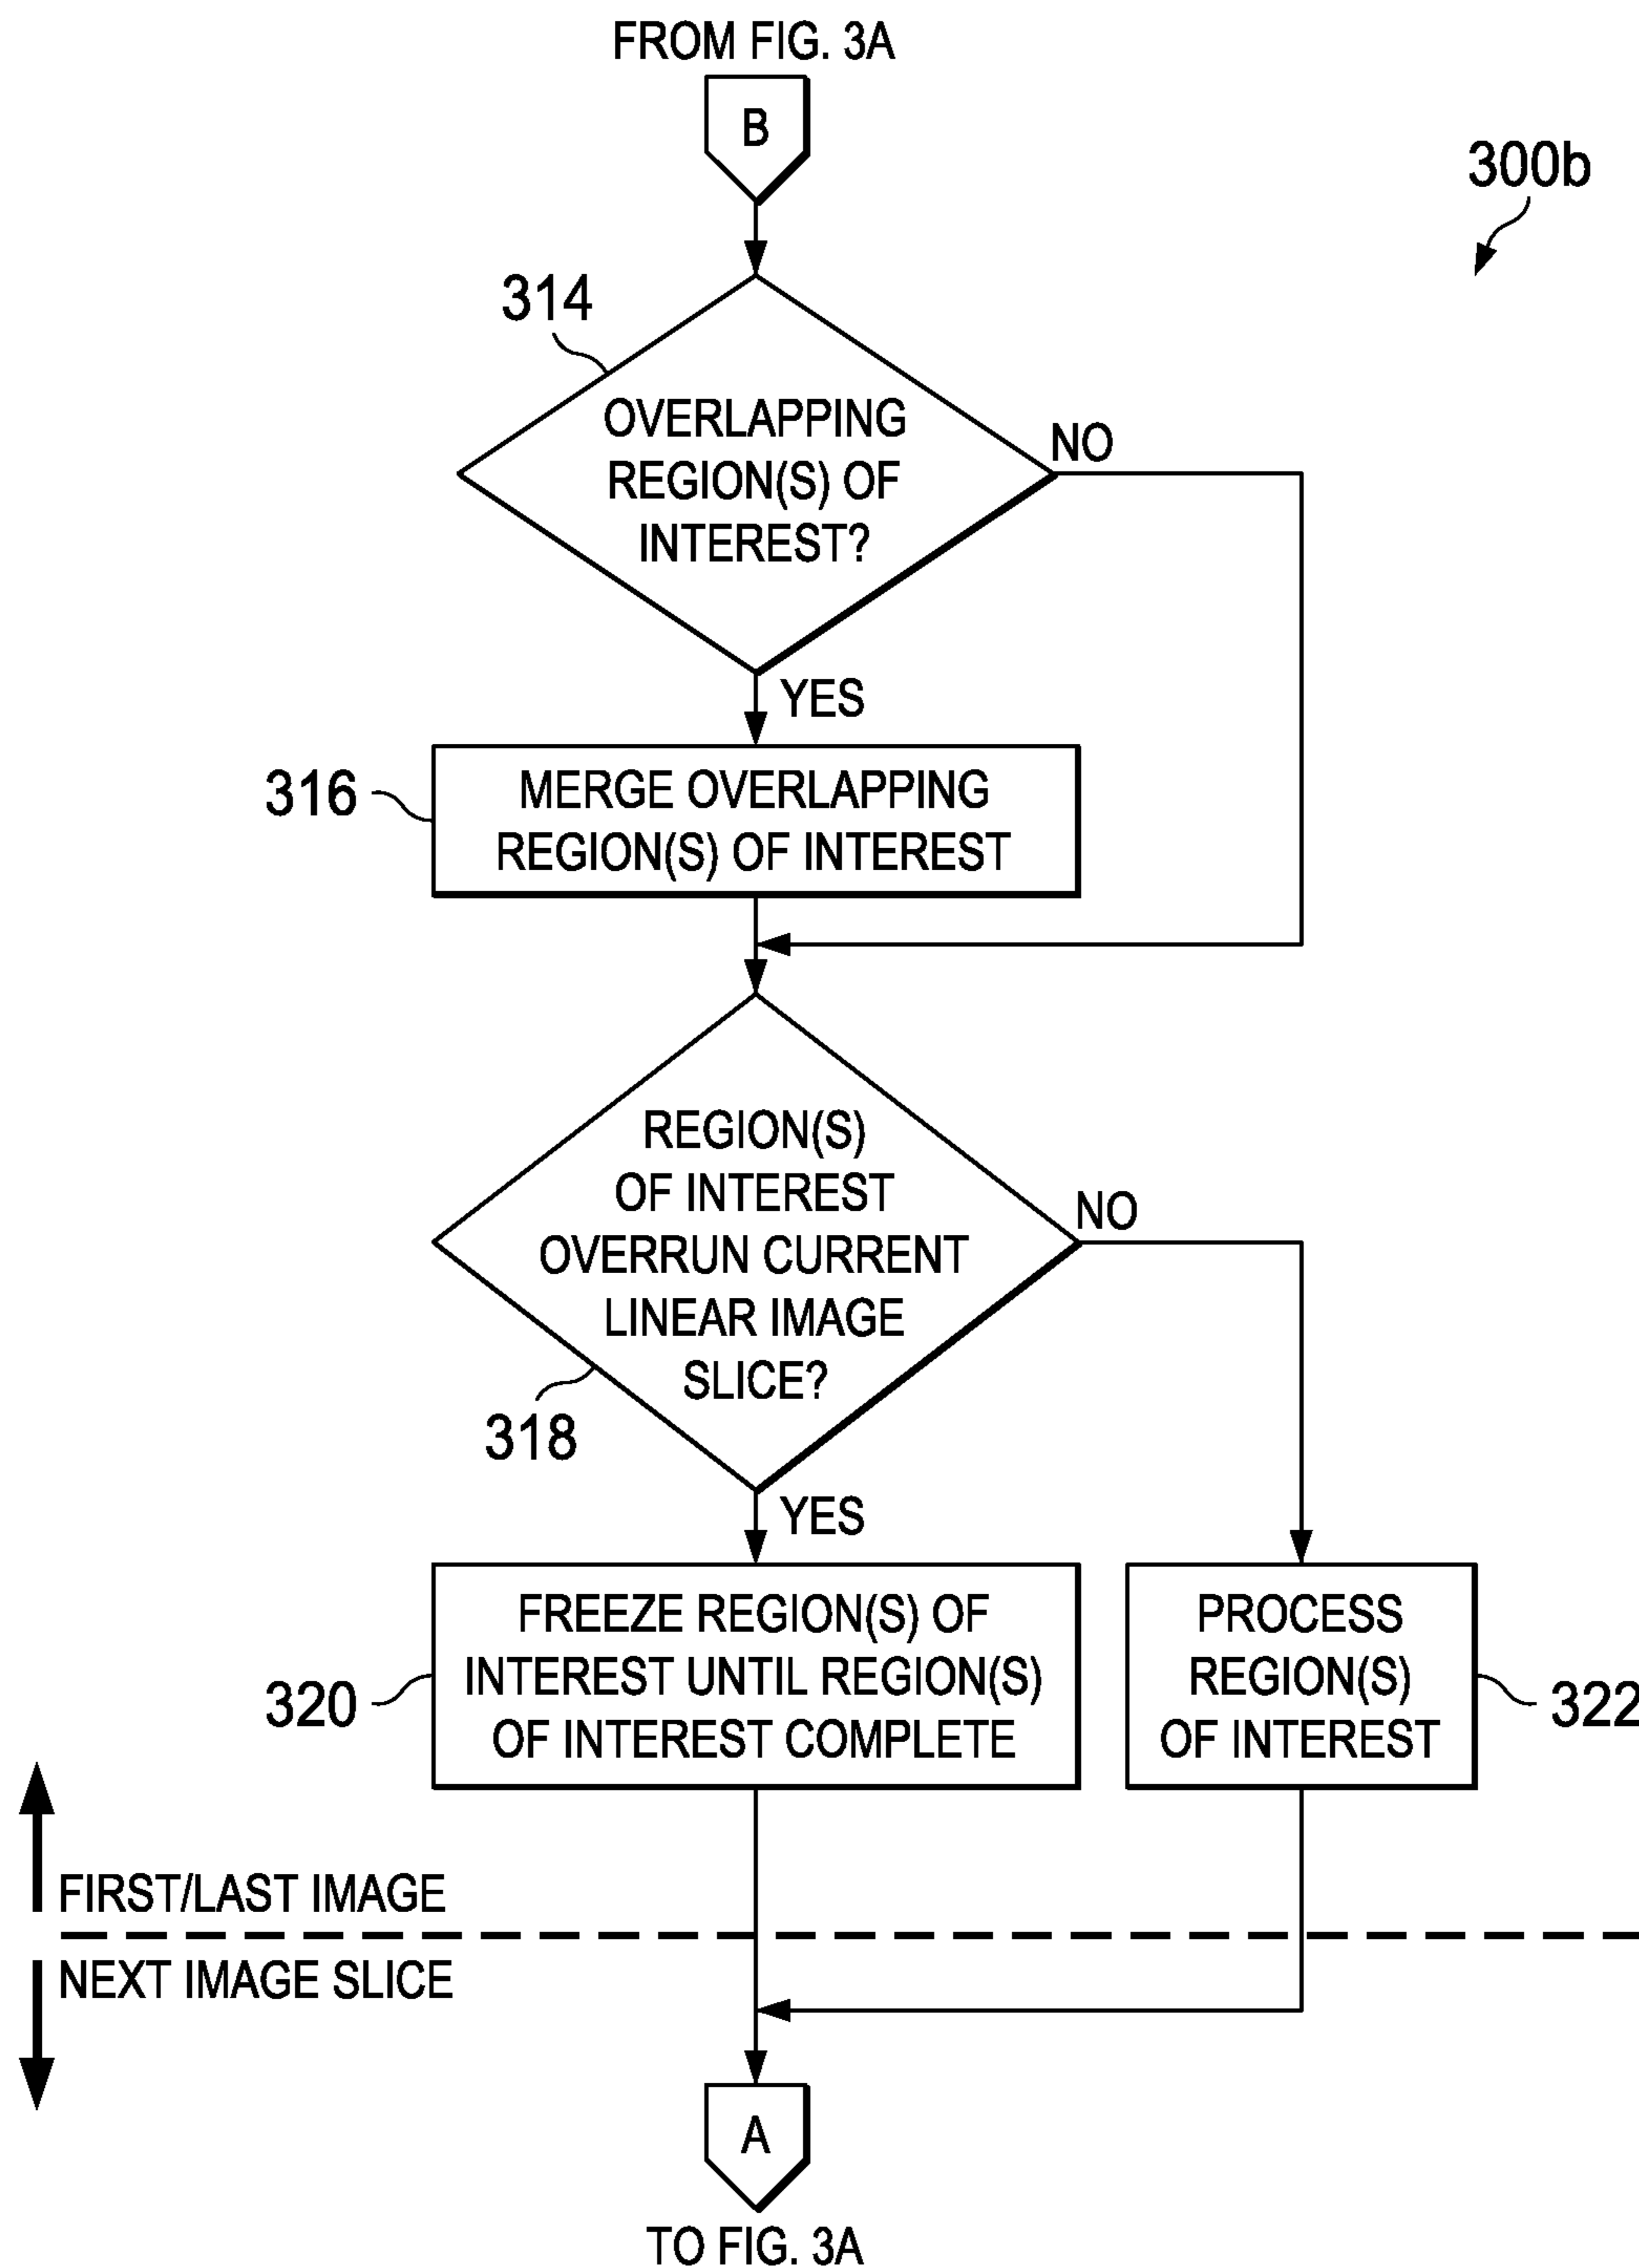 FROM FIG. 3A
B
300b
314
OVERLAPPING
REGION(S) OF
INTEREST?
NO
YES
316
MERGE OVERLAPPING
REGION(S) OF INTEREST
REGION(S)
OF INTEREST
OVERRUN CURRENT
LINEAR IMAGE
SLICE?
NO
318
YES
320
FREEZE REGION(S) OF
INTEREST UNTIL REGION(S)
OF INTEREST COMPLETE
PROCESS
REGION(S)
OF INTEREST
322
FIRST/LAST IMAGE
NEXT IMAGE SLICE
A
TO FIG. 3A